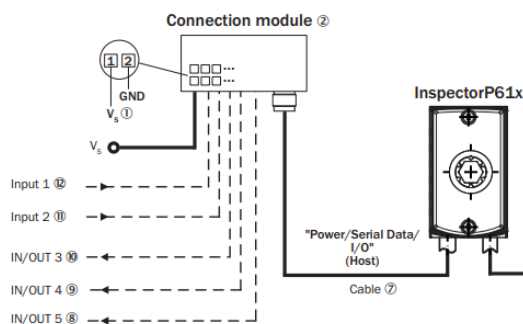 Connection module ②
1 2
GND
Vs ①
Vs
InspectorP61x
Input 1 ⑫
Input 2 ⑪
IN/OUT 3 ⑩
IN/OUT 4 ⑨
IN/OUT 5 ⑧
"Power/Serial Data/
I/O"
(Host)
Cable ⑦